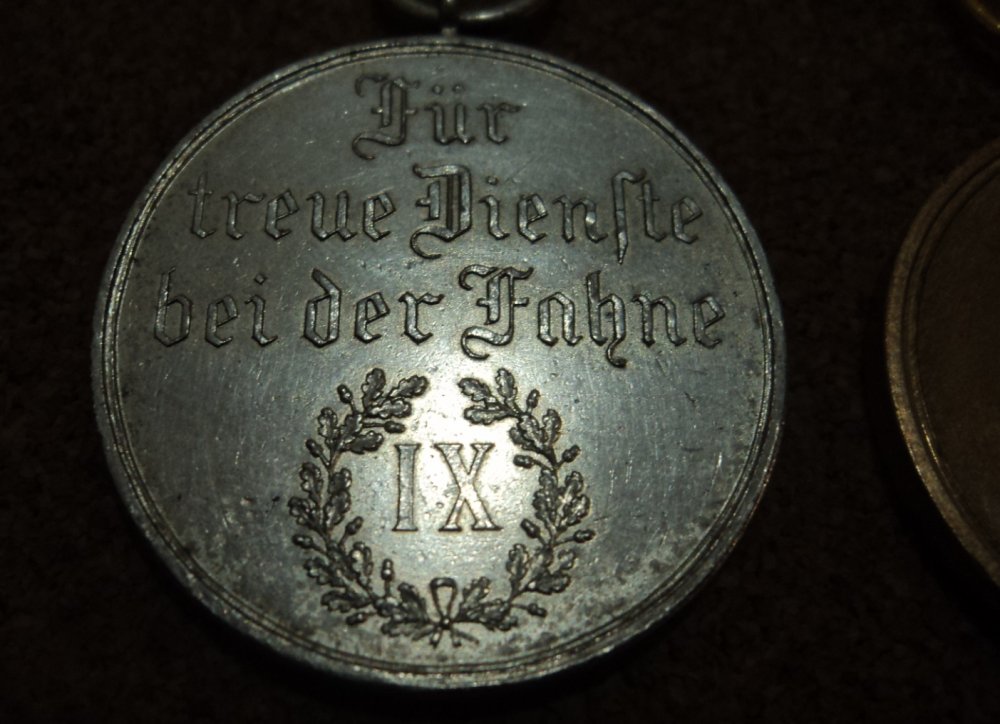 Für
treue Dienſte
bei der Fahne
IX